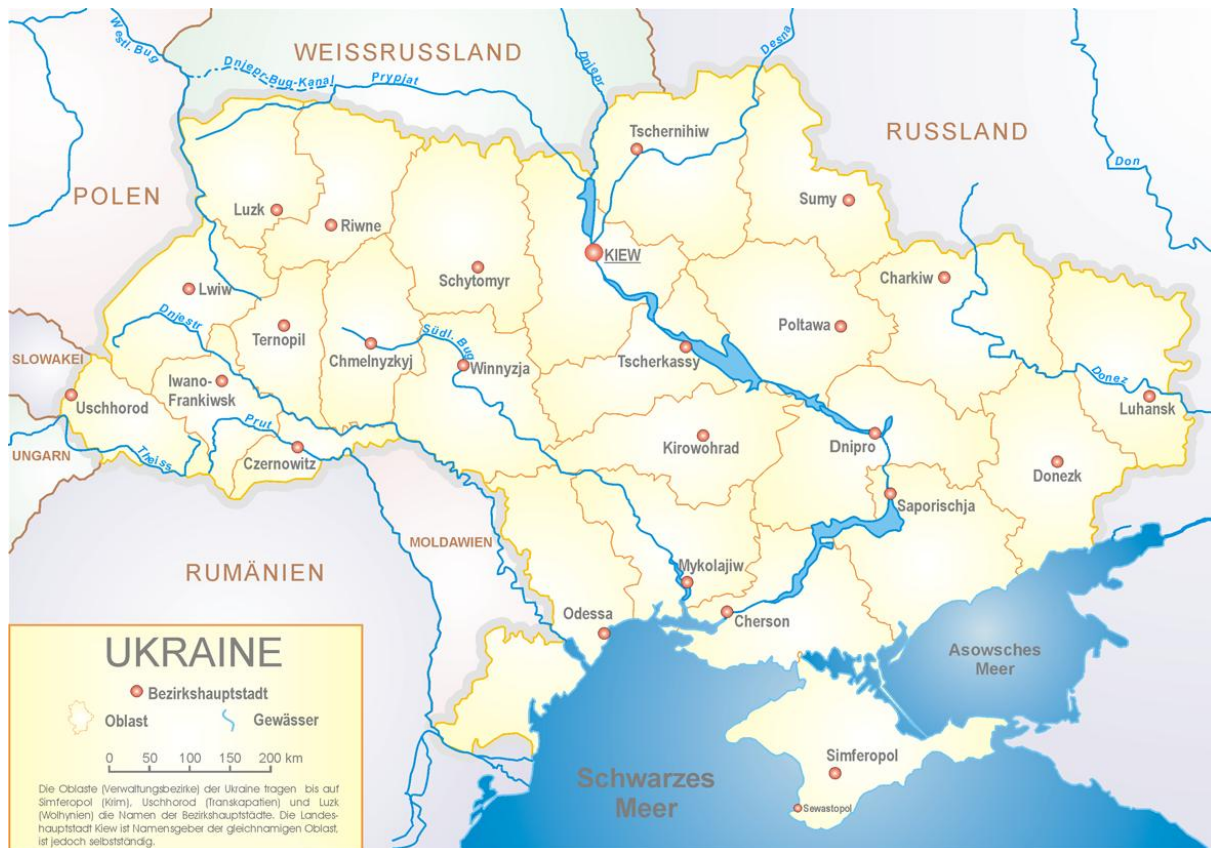 WEISSRUSSLAND
Westl. Bug
Dnjepr-Bug-Kanal
Prypjat
Dnjepr
Desna
Tschernihiw
RUSSLAND
Don
POLEN
Luzk
Riwne
Sumy
KIEW
Lwiw
Schytomyr
Charkiw
Dnjestr
Ternopil
Chmelnyzkyj
Südl. Bug
Winnyzja
Tscherkassy
Poltawa
SLOWAKEI
Iwano-
Frankiwsk
Donez
Uschhorod
Luhansk
Prut
UNGARN
Theiss
Czernowitz
Kirowohrad
Dnipro
Donezk
Saporischja
MOLDAWIEN
RUMÄNIEN
Mykolajiw
Odessa
Cherson
Asowsches
Meer
Schwarzes
Meer
Simferopol
Sewastopol
UKRAINE
Bezirkshauptstadt
Oblast
Gewässer
0 50 100 150 200 km
Die Oblaste (Verwaltungsbezirke) der Ukraine tragen bis auf
Simferopol (Krim), Uschhorod (Transkapatien) und Luzk
(Wolhynien) die Namen der Bezirkshauptstädte. Die Landes-
hauptstadt Kiew ist Namensgeber der gleichnamigen Oblast,
ist jedoch selbstständig.